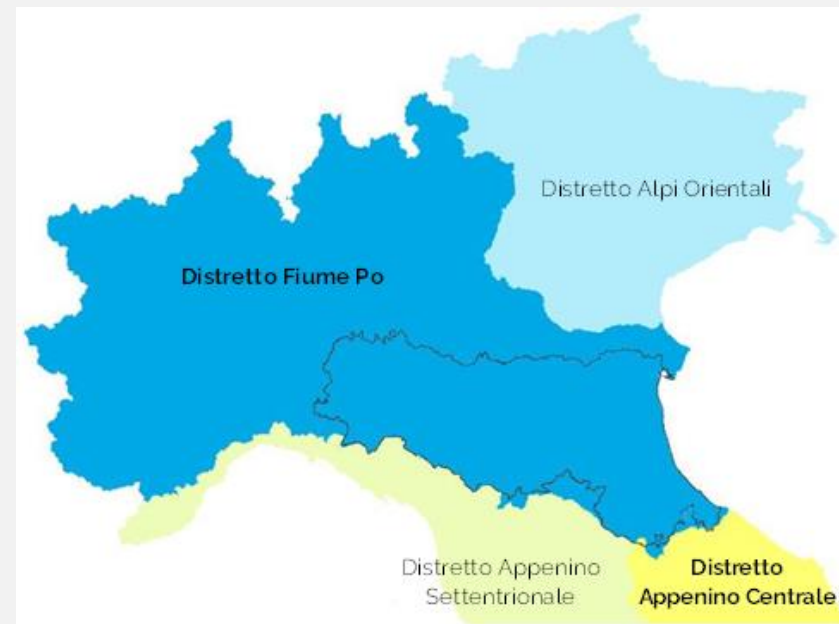 Distretto Alpi Orientali
Distretto Fiume Po
Distretto Appenino
Settentrionale
Distretto
Appenino Centrale